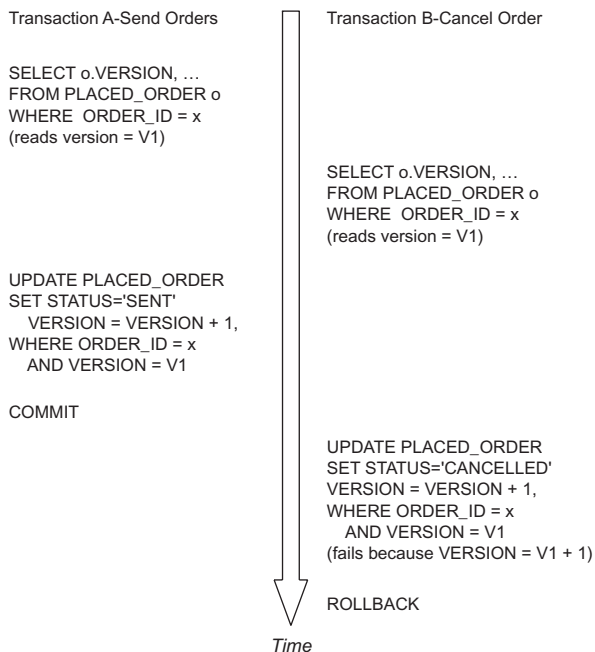 Transaction A-Send Orders
Transaction B-Cancel Order
SELECT o.VERSION, …
FROM PLACED_ORDER o
WHERE  ORDER_ID = x
(reads version = V1)
SELECT o.VERSION, …
FROM PLACED_ORDER o
WHERE  ORDER_ID = x
(reads version = V1)
UPDATE PLACED_ORDER
SET STATUS='SENT'
VERSION = VERSION + 1,
WHERE ORDER_ID = x
AND VERSION = V1
COMMIT
UPDATE PLACED_ORDER
SET STATUS='CANCELLED'
VERSION = VERSION + 1,
WHERE ORDER_ID = x
AND VERSION = V1
(fails because VERSION = V1 + 1)
ROLLBACK
Time